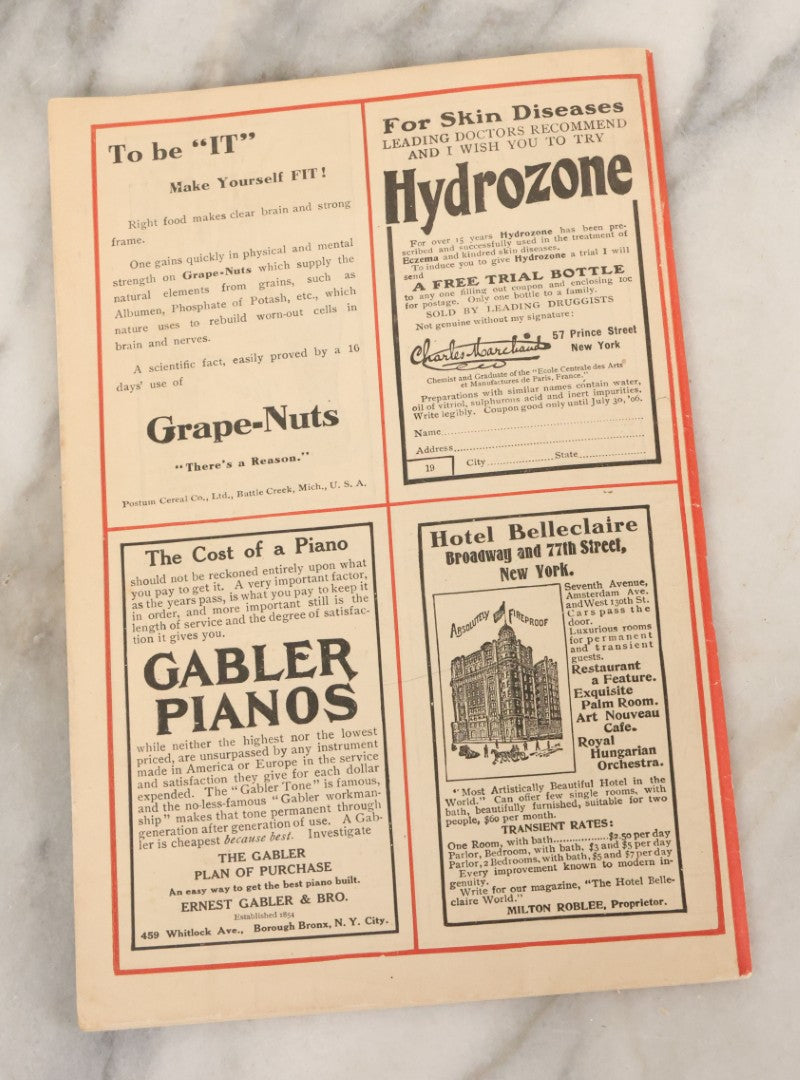 To be "IT"
Make Yourself FIT!
Right food makes clear brain and strong
frame.
One gains quickly in physical and mental
strength on Grape-Nuts which supply the
natural elements from grains, such as
Albumen, Phosphate of Potash, etc., which
nature uses to rebuild worn-out cells in
brain and nerves.
A scientific fact, easily proved by a 16
days' use of
Grape-Nuts
"There's a Reason."
Postum Cereal Co., Ltd., Battle Creek, Mich., U. S. A.
For Skin Diseases
LEADING DOCTORS RECOMMEND
AND I WISH YOU TO TRY
Hydrozone
For over 15 years Hydrozone has been pre-
scribed and successfully used in the treatment of
Eczema and kindred skin diseases.
To induce you to give Hydrozone a trial I will
send
A FREE TRIAL BOTTLE
to any one filling out coupon and enclosing 10c
for postage. Only one bottle to a family.
SOLD BY LEADING DRUGGISTS
Not genuine without my signature:
Charles Marchand
57 Prince Street
New York
Chemist and Graduate of the "Ecole Centrale des Arts
et Manufactures de Paris, France."
Preparations with similar names contain water,
oil of vitriol, sulphurous acid and inert impurities.
Write legibly. Coupon good only until July 30, '06.
Name
Address
19 City State
The Cost of a Piano
should not be reckoned entirely upon what
you pay to get it. A very important factor,
as the years pass, is what you pay to keep it
in order, and more important still is the
length of service and the degree of satisfac-
tion it gives you.
GABLER
PIANOS
while neither the highest nor the lowest
priced, are unsurpassed by any instrument
made in America or Europe in the service
and satisfaction they give for each dollar
expended. The "Gabler Tone" is famous,
and the no-less-famous "Gabler workman-
ship" makes that tone permanent through
generation after generation of use. A Gab-
ler is cheapest because best. Investigate
THE GABLER
PLAN OF PURCHASE
An easy way to get the best piano built.
ERNEST GABLER & BRO.
Established 1854
459 Whitlock Ave., Borough Bronx, N. Y. City.
Hotel Belleclaire
Broadway and 77th Street,
New York.
ABSOLUTELY FIREPROOF
Seventh Avenue,
Amsterdam Ave.
and West 130th St.
Cars pass the
door.
Luxurious rooms
for permanent
and transient
guests.
Restaurant
a Feature.
Exquisite
Palm Room.
Art Nouveau
Cafe.
Royal
Hungarian
Orchestra.
"Most Artistically Beautiful Hotel in the
World." Can offer few single rooms, with
bath, beautifully furnished, suitable for two
people, $60 per month.
TRANSIENT RATES:
One Room, with bath................$2.50 per day
Parlor, Bedroom, with bath, $3 and $5 per day
Parlor, 2 Bedrooms, with bath, $5 and $7 per day
Every improvement known to modern in-
genuity.
Write for our magazine, "The Hotel Belle-
claire World."
MILTON ROBLEE, Proprietor.